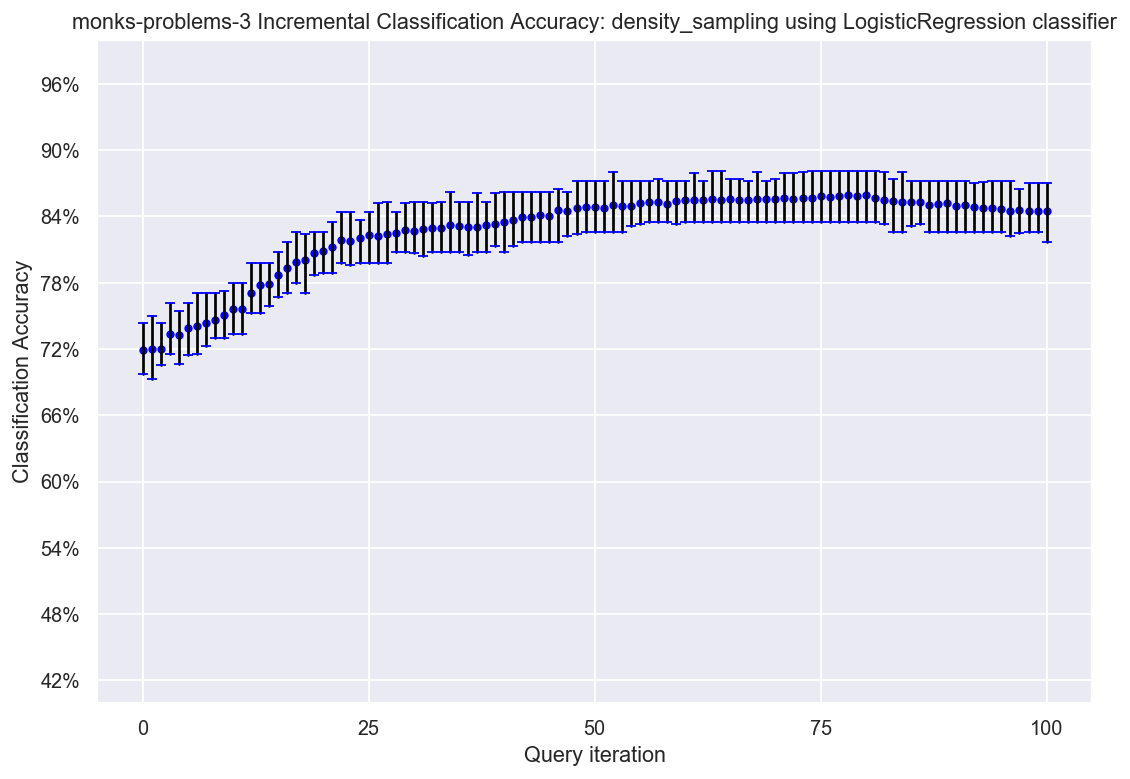 monks-problems-3 Incremental Classification Accuracy: density_sampling using LogisticRegression classifier
96%
90%
84%
78%
72%
66%
60%
54%
48%
42%
Classification Accuracy
0 25 50 75 100
Query iteration